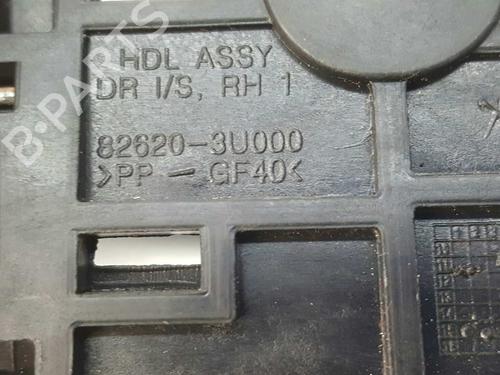 HDL ASSY
DR I/S, RH 1
82620-3U000
>PP-GF40<
B-PARTS